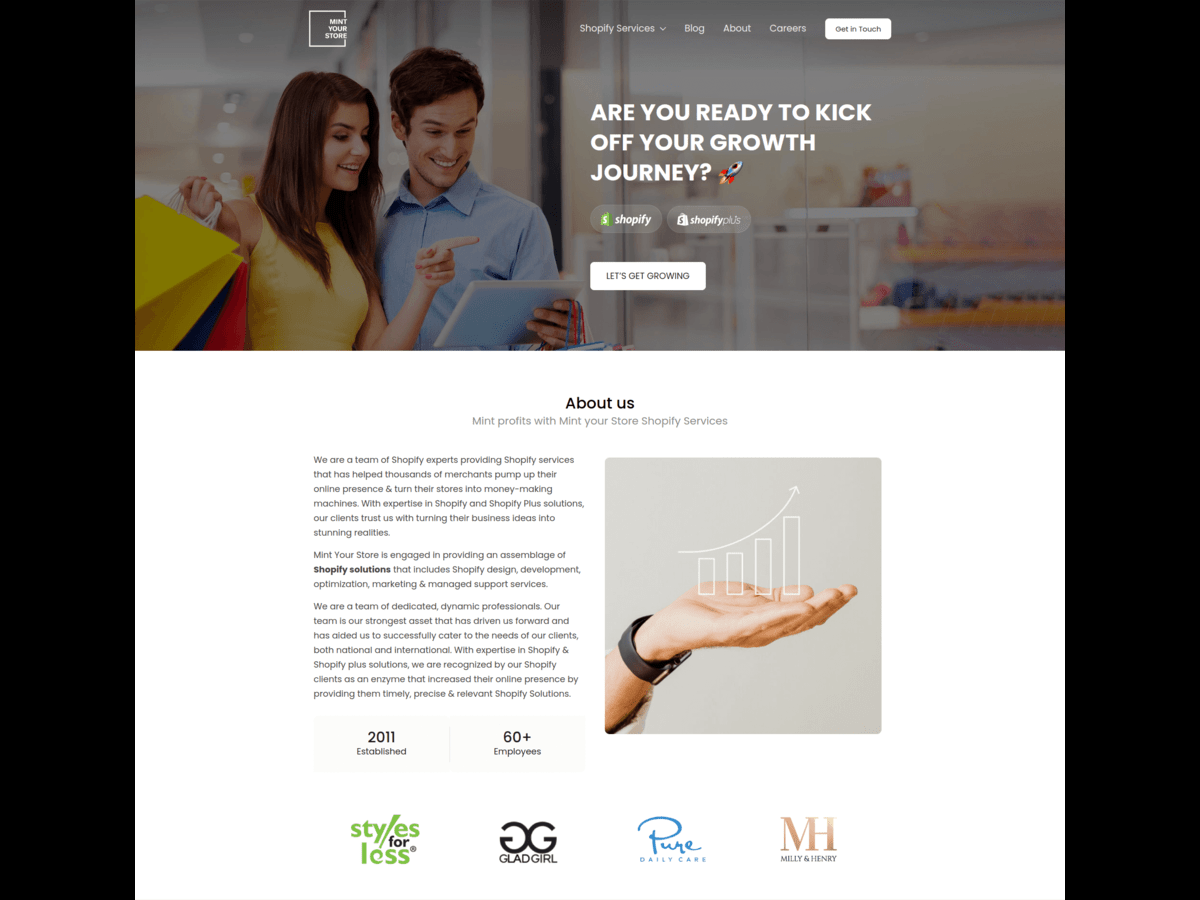 MINT
YOUR
STORE
Shopify Services
Blog
About
Careers
Get in Touch
ARE YOU READY TO KICK
OFF YOUR GROWTH
JOURNEY? 🚀
shopify
shopifyplus
LET'S GET GROWING
About us
Mint profits with Mint your Store Shopify Services
We are a team of Shopify experts providing Shopify services
that has helped thousands of merchants pump up their
online presence & turn their stores into money-making
machines. With expertise in Shopify and Shopify Plus solutions,
our clients trust us with turning their business ideas into
stunning realities.
Mint Your Store is engaged in providing an assemblage of
Shopify solutions that includes Shopify design, development,
optimization, marketing & managed support services.
We are a team of dedicated, dynamic professionals. Our
team is our strongest asset that has driven us forward and
has aided us to successfully cater to the needs of our clients,
both national and international. With expertise in Shopify &
Shopify plus solutions, we are recognized by our Shopify
clients as an enzyme that increased their online presence by
providing them timely, precise & relevant Shopify Solutions.
2011
Established
60+
Employees
styles
for
less®
GG
GLADGIRL
Pure
DAILY CARE
MH
MILLY & HENRY